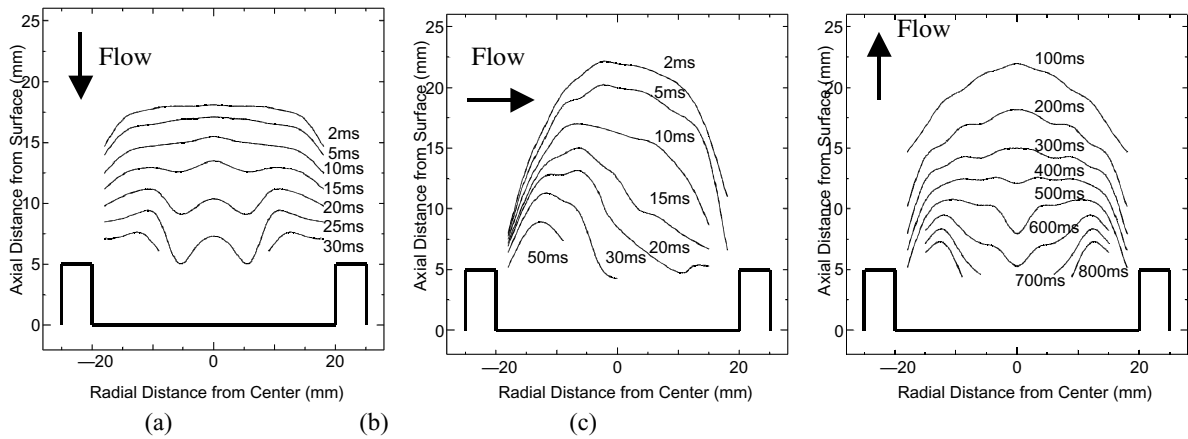 Flow
Axial Distance from Surface (mm)
25
20
15
10
5
0
2ms
5ms
10ms
15ms
20ms
25ms
30ms
—20
0
20
Radial Distance from Center (mm)
Flow
Axial Distance from Surface (mm)
25
20
15
10
5
0
2ms
5ms
10ms
15ms
20ms
30ms
50ms
—20
0
20
Radial Distance from Center (mm)
Flow
Axial Distance from Surface (mm)
25
20
15
10
5
0
100ms
200ms
300ms
400ms
500ms
600ms
700ms
800ms
—20
0
20
Radial Distance from Center (mm)
(a) (b) (c)